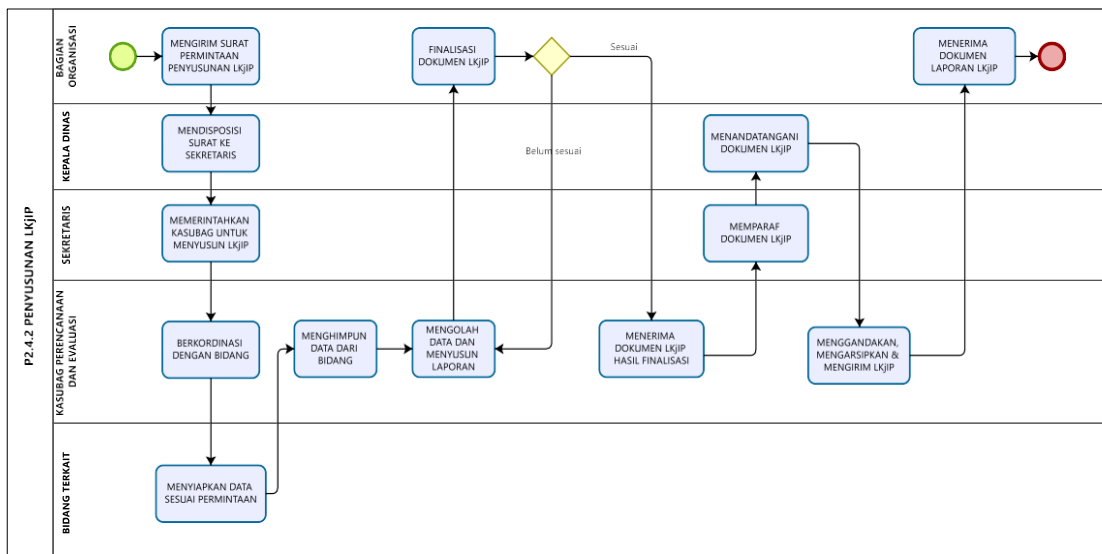 P2.4.2 PENYUSUNAN LKjIP
BAGIAN
ORGANISASI
MENGIRIM SURAT
PERMINTAAN
PENYUSUNAN LKjIP
FINALISASI
DOKUMEN LKjIP
Sesuai
Belum sesuai
MENERIMA
DOKUMEN
LAPORAN LKjIP
KEPALA DINAS
MENDISPOSISI
SURAT KE
SEKRETARIS
MENANDATANGANI
DOKUMEN LKjIP
SEKRETARIS
MEMERINTAHKAN
KASUBAG UNTUK
MENYUSUN LKjIP
MEMPARAF
DOKUMEN LKjIP
KASUBAG PERENCANAAN
DAN EVALUASI
BERKORDINASI
DENGAN BIDANG
MENGHIMPUN
DATA DARI
BIDANG
MENGOLAH
DATA DAN
MENYUSUN
LAPORAN
MENERIMA
DOKUMEN LKjIP
HASIL FINALISASI
MENGGANDAKAN,
MENGARSIPKAN &
MENGIRIM LKjIP
BIDANG TERKAIT
MENYIAPKAN DATA
SESUAI PERMINTAAN